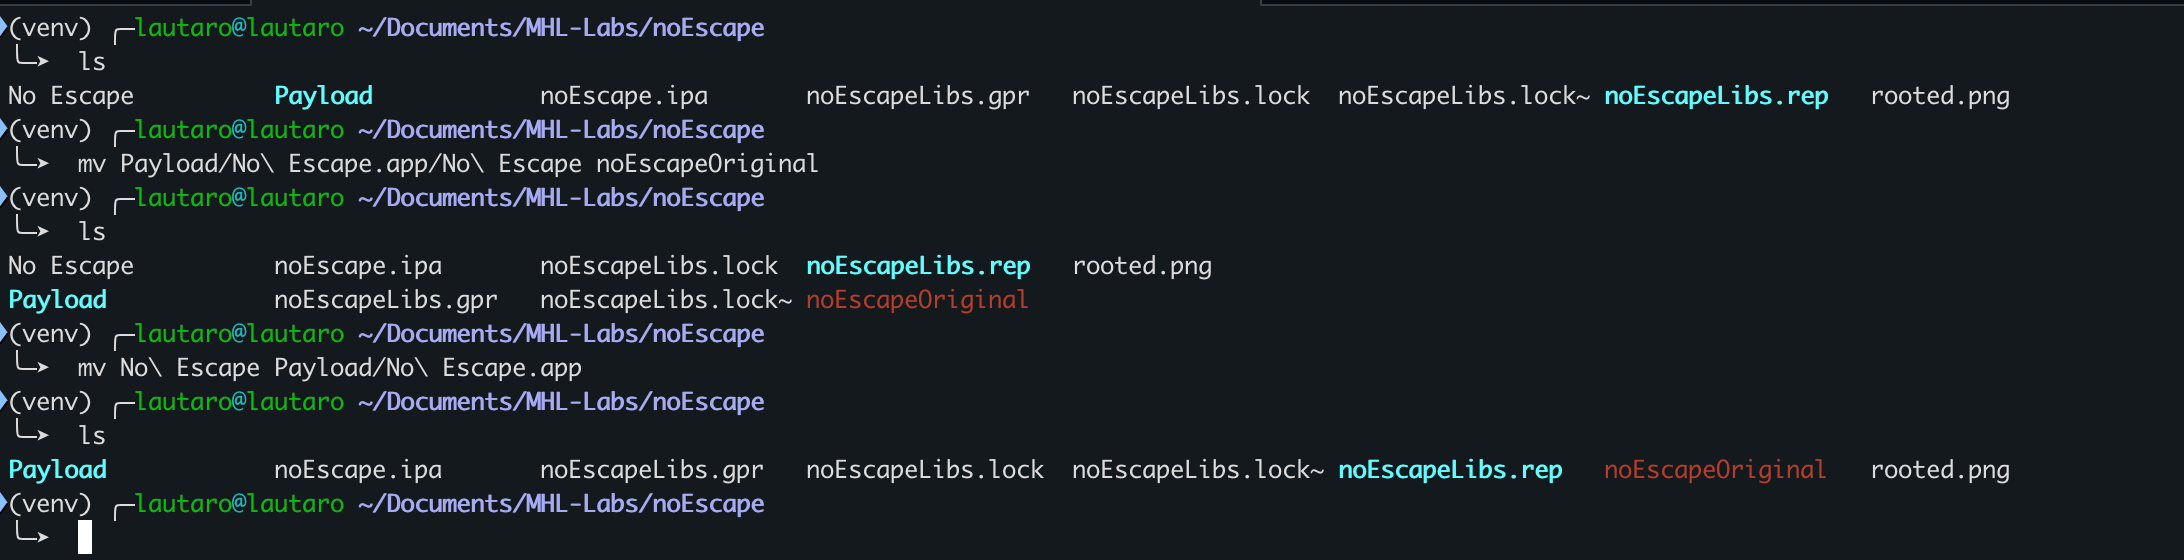 (venv) ╭─lautaro@lautaro ~/Documents/MHL-Labs/noEscape
╰─➤  ls
No Escape          Payload            noEscape.ipa       noEscapeLibs.gpr   noEscapeLibs.lock  noEscapeLibs.lock~ noEscapeLibs.rep   rooted.png
(venv) ╭─lautaro@lautaro ~/Documents/MHL-Labs/noEscape
╰─➤  mv Payload/No\ Escape.app/No\ Escape noEscapeOriginal
(venv) ╭─lautaro@lautaro ~/Documents/MHL-Labs/noEscape
╰─➤  ls
No Escape          noEscape.ipa       noEscapeLibs.lock  noEscapeLibs.rep   rooted.png
Payload            noEscapeLibs.gpr   noEscapeLibs.lock~ noEscapeOriginal
(venv) ╭─lautaro@lautaro ~/Documents/MHL-Labs/noEscape
╰─➤  mv No\ Escape Payload/No\ Escape.app
(venv) ╭─lautaro@lautaro ~/Documents/MHL-Labs/noEscape
╰─➤  ls
Payload            noEscape.ipa       noEscapeLibs.gpr   noEscapeLibs.lock  noEscapeLibs.lock~ noEscapeLibs.rep   noEscapeOriginal   rooted.png
(venv) ╭─lautaro@lautaro ~/Documents/MHL-Labs/noEscape
╰─➤